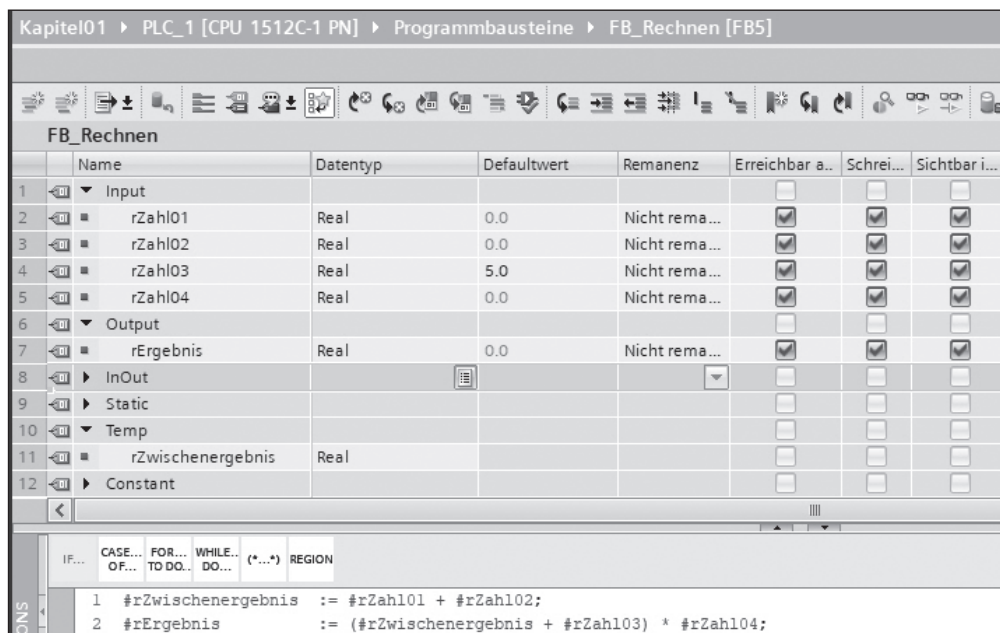 Kapitel01 ▸ PLC_1 [CPU 1512C-1 PN] ▸ Programmbausteine ▸ FB_Rechnen [FB5]
FB_Rechnen
Name Datentyp Defaultwert Remanenz Erreichbar a... Schrei... Sichtbar i...
1 Input
2 rZahl01 Real 0.0 Nicht rema...
3 rZahl02 Real 0.0 Nicht rema...
4 rZahl03 Real 5.0 Nicht rema...
5 rZahl04 Real 0.0 Nicht rema...
6 Output
7 rErgebnis Real 0.0 Nicht rema...
8 InOut
9 Static
10 Temp
11 rZwischenergebnis Real
12 Constant
IF... CASE... OF... FOR... TO DO... WHILE... DO... (*...*) REGION
1 #rZwischenergebnis := #rZahl01 + #rZahl02;
2 #rErgebnis := (#rZwischenergebnis + #rZahl03) * #rZahl04;
ONS